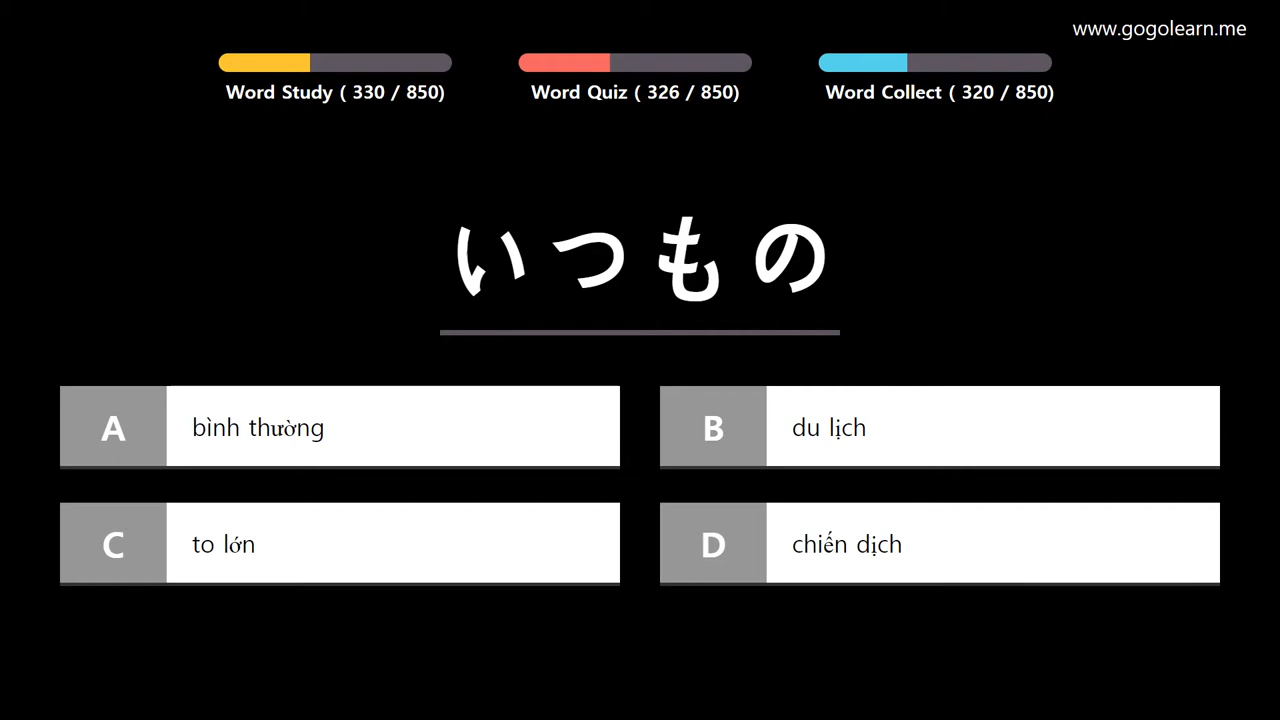 www.gogolearn.me
Word Study ( 330 / 850)
Word Quiz ( 326 / 850)
Word Collect ( 320 / 850)
いつもの
A bình thường
B du lịch
C to lớn
D chiến dịch